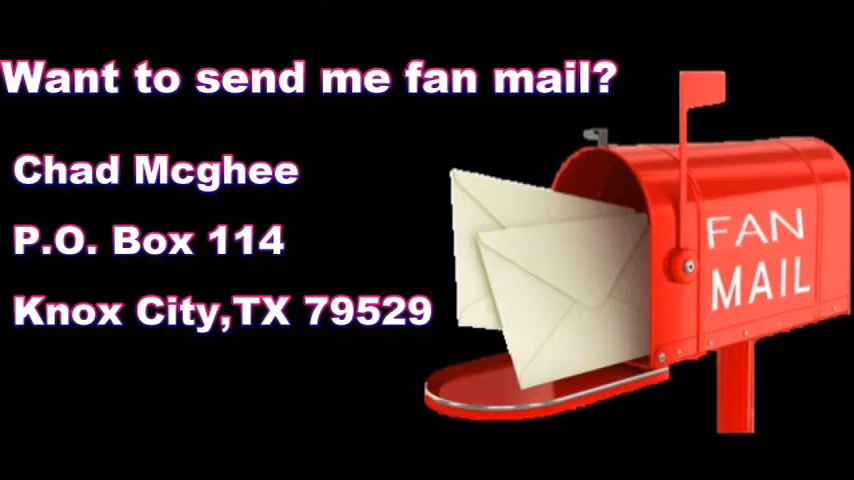 Want to send me fan mail?
Chad Mcghee
P.O. Box 114
Knox City,TX 79529
FAN
MAIL